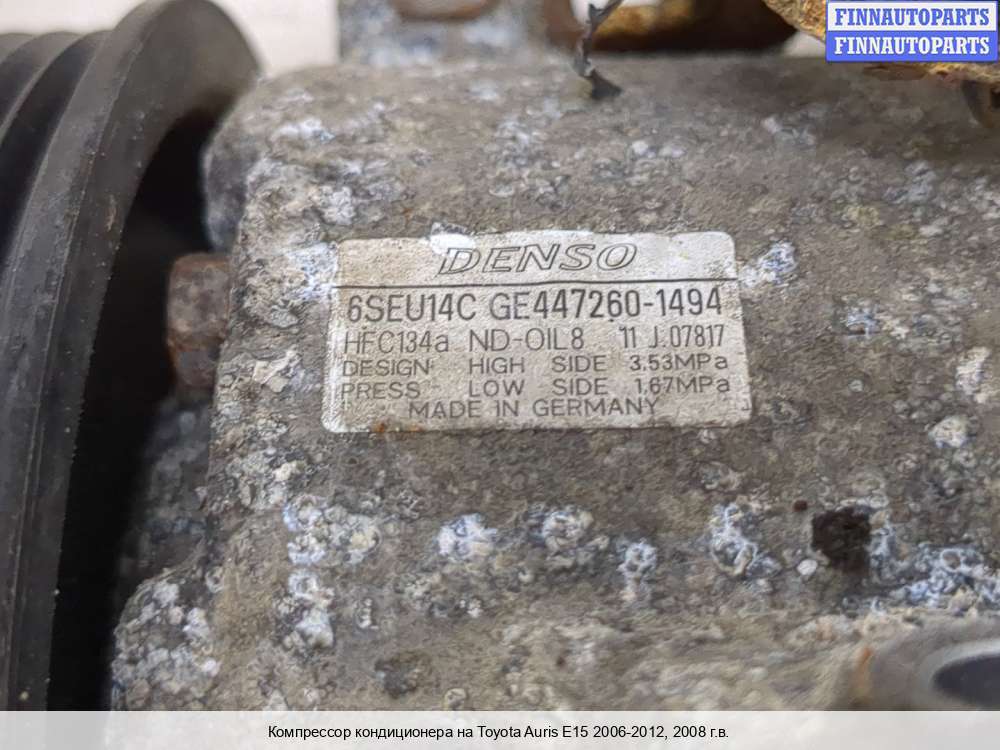 FINNAUTOPARTS
FINNAUTOPARTS
DENSO
6SEU14C GE447260-1494
HFC134a ND-OIL8 '11 J.07817
DESIGN HIGH SIDE 3.53MPa
PRESS LOW SIDE 1.67MPa
MADE IN GERMANY
Компрессор кондиционера на Toyota Auris E15 2006-2012, 2008 г.в.